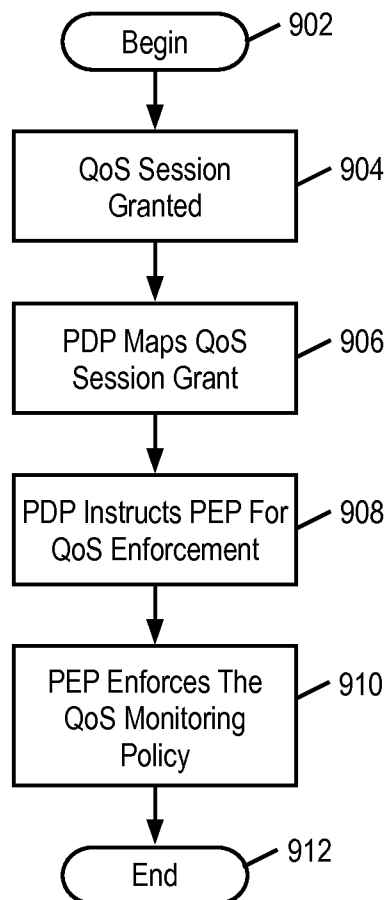 Begin
902
QoS Session
Granted
904
PDP Maps QoS
Session Grant
906
PDP Instructs PEP For
QoS Enforcement
908
PEP Enforces The
QoS Monitoring
Policy
910
End
912